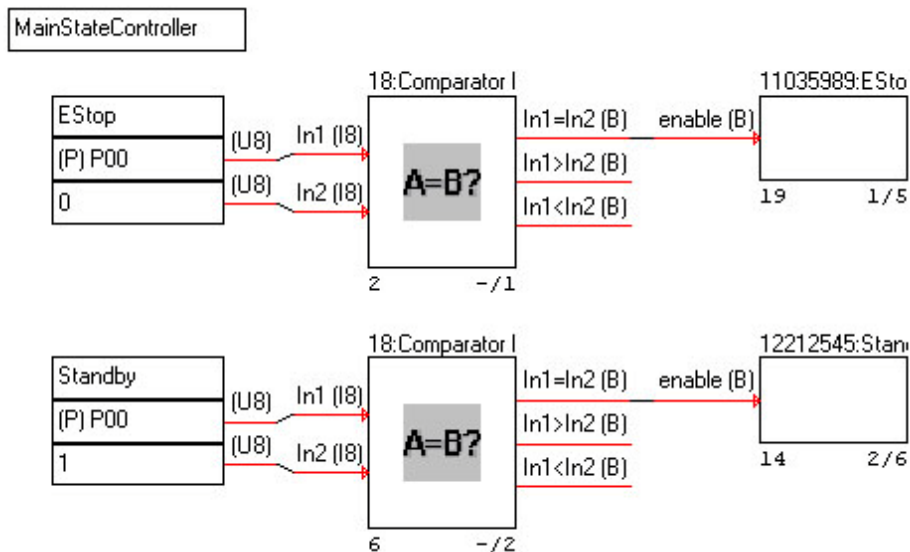 MainStateController
18:Comparator I
11035989:ESto
EStop
(P) P00
0
(U8)
(U8)
In1 (I8)
In2 (I8)
A=B?
In1=In2 (B)
In1>In2 (B)
In1<In2 (B)
enable (B)
2
-/1
19
1/5
18:Comparator I
12212545:Stan
Standby
(P) P00
1
(U8)
(U8)
In1 (I8)
In2 (I8)
A=B?
In1=In2 (B)
In1>In2 (B)
In1<In2 (B)
enable (B)
6
-/2
14
2/6